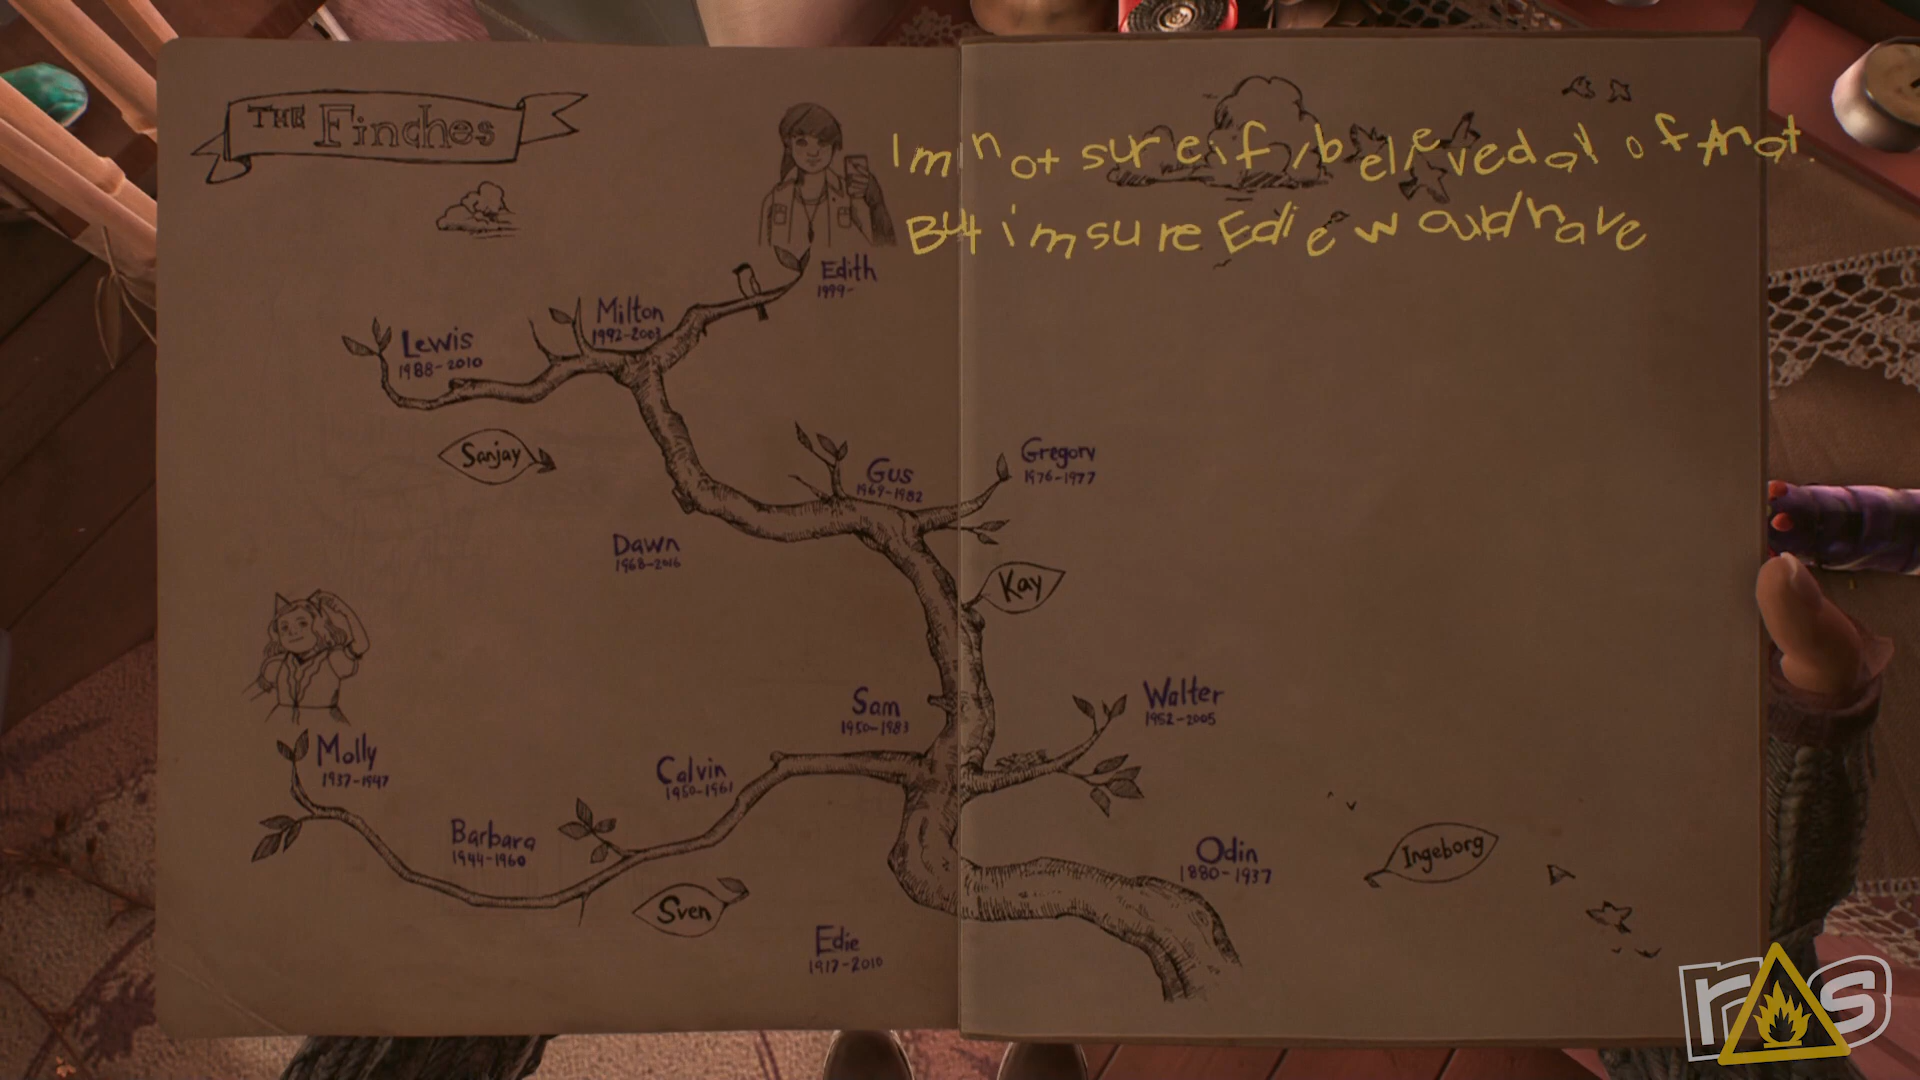 THE Finches
I'm not sure if i believed all of that.
But i'm sure Edie would have
Edith
1999-
Milton
1992-2003
Lewis
1988-2010
Sanjay
Gus
1969-1982
Gregory
1976-1977
Dawn
1968-2016
Kay
Sam
1950-1983
Walter
1952-2005
Molly
1937-1947
Calvin
1950-1961
Barbara
1944-1960
Odin
1880-1937
Ingeborg
Sven
Edie
1917-2010
ras